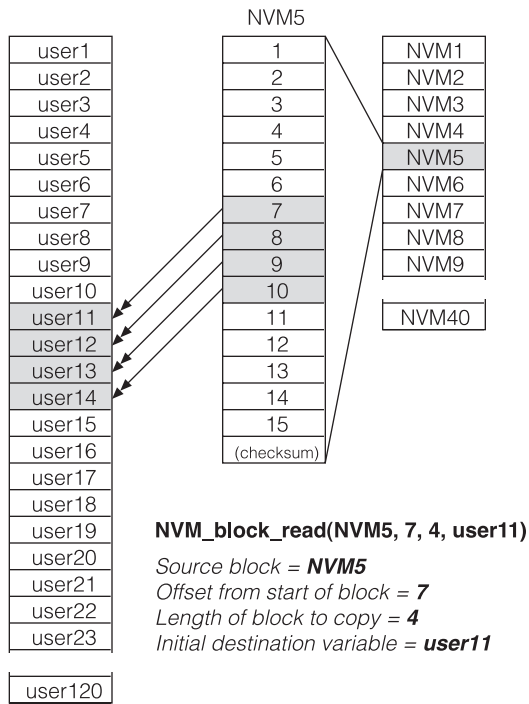 NVM5
user1
user2
user3
user4
user5
user6
user7
user8
user9
user10
user11
user12
user13
user14
user15
user16
user17
user18
user19
user20
user21
user22
user23
user120
1
2
3
4
5
6
7
8
9
10
11
12
13
14
15
(checksum)
NVM1
NVM2
NVM3
NVM4
NVM5
NVM6
NVM7
NVM8
NVM9
NVM40
NVM_block_read(NVM5, 7, 4, user11)
Source block = NVM5
Offset from start of block = 7
Length of block to copy = 4
Initial destination variable = user11